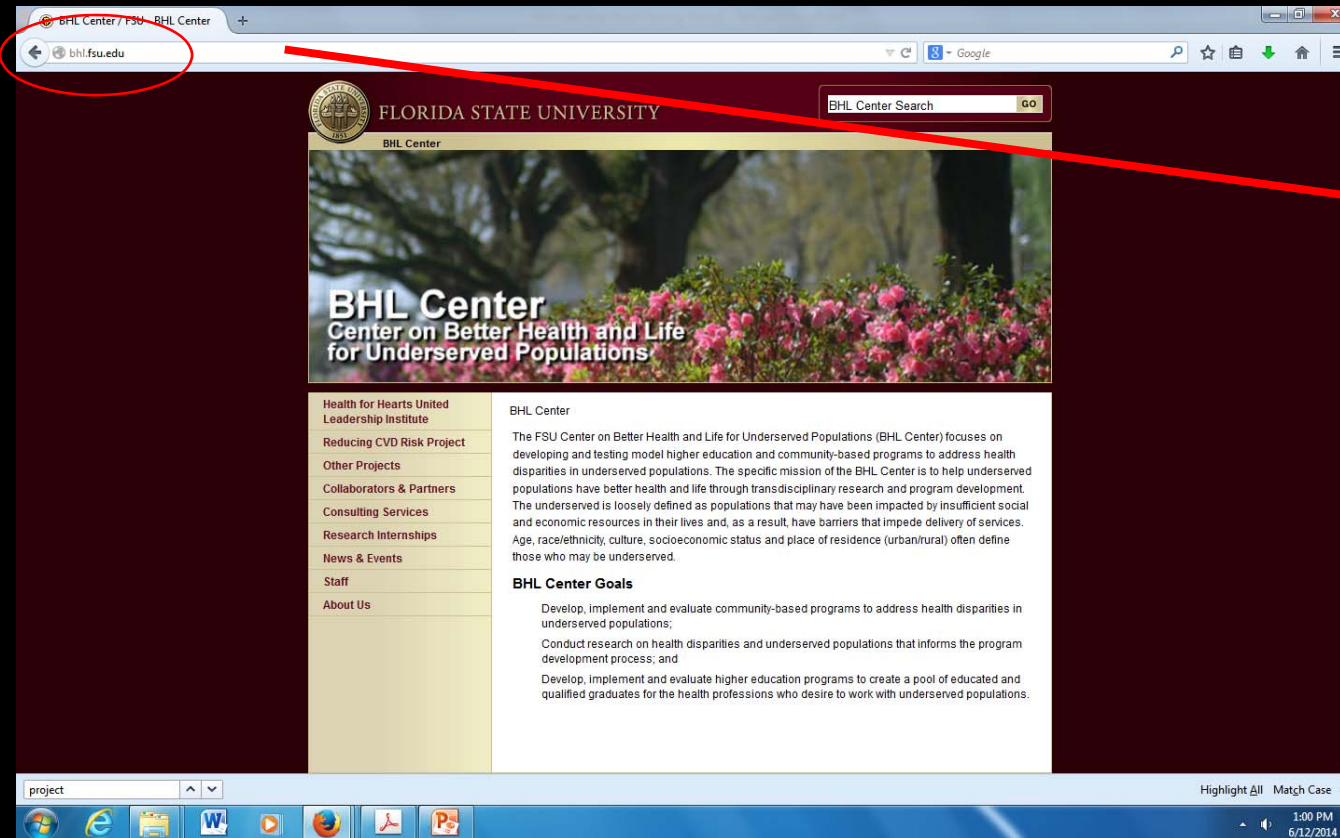 BHL Center / FSU - BHL Center
bhl.fsu.edu
Google
FLORIDA STATE UNIVERSITY
1851
BHL Center Search
GO
BHL Center
BHL Center
Center on Better Health and Life
for Underserved Populations
Health for Hearts United
Leadership Institute
Reducing CVD Risk Project
Other Projects
Collaborators & Partners
Consulting Services
Research Internships
News & Events
Staff
About Us
BHL Center
The FSU Center on Better Health and Life for Underserved Populations (BHL Center) focuses on
developing and testing model higher education and community-based programs to address health
disparities in underserved populations. The specific mission of the BHL Center is to help underserved
populations have better health and life through transdisciplinary research and program development.
The underserved is loosely defined as populations that may have been impacted by insufficient social
and economic resources in their lives and, as a result, have barriers that impede delivery of services.
Age, race/ethnicity, culture, socioeconomic status and place of residence (urban/rural) often define
those who may be underserved.
BHL Center Goals
Develop, implement and evaluate community-based programs to address health disparities in
underserved populations;
Conduct research on health disparities and underserved populations that informs the program
development process; and
Develop, implement and evaluate higher education programs to create a pool of educated and
qualified graduates for the health professions who desire to work with underserved populations.
project
Highlight All Match Case
1:00 PM
6/12/2014